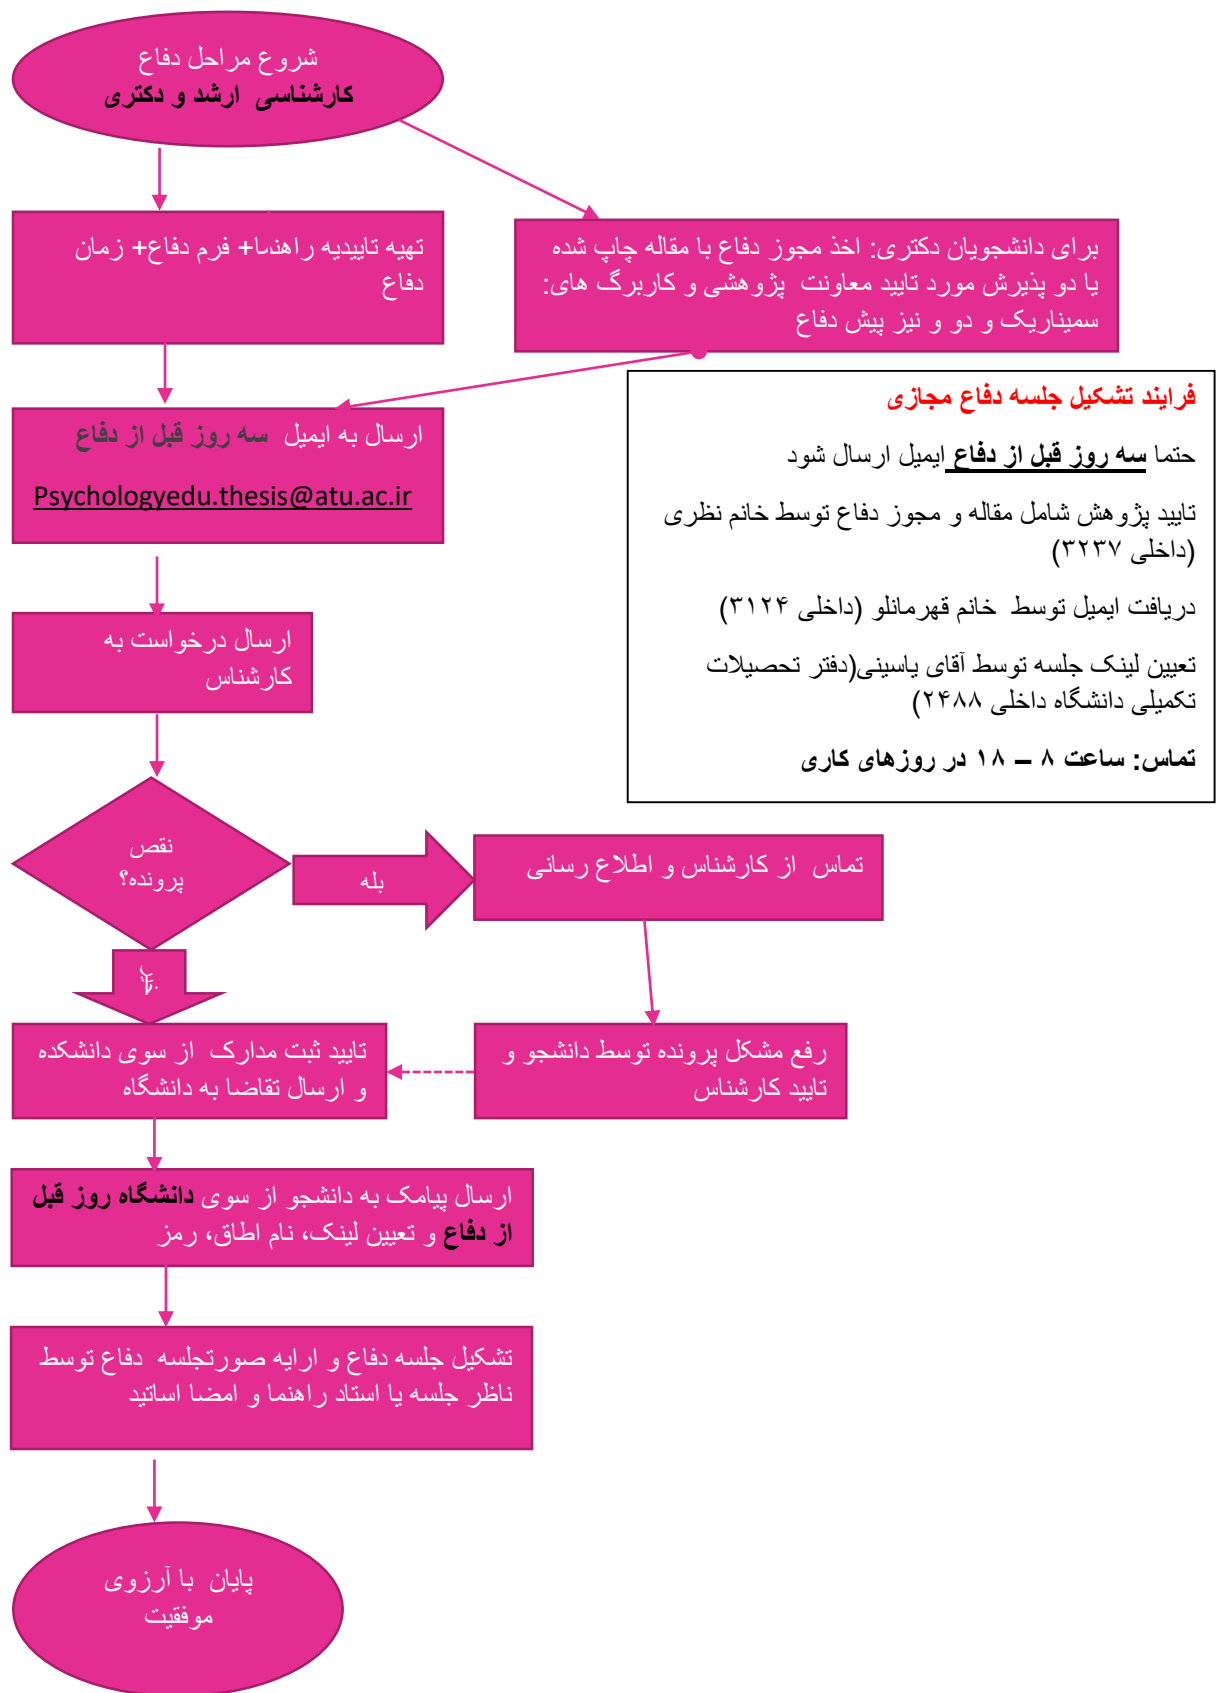 شروع مراحل دفاع
کارشناسی ارشد و دکتری
تهیه تاییدیه راهنما+ فرم دفاع+ زمان
دفاع
برای دانشجویان دکتری: اخذ مجوز دفاع با مقاله چاپ شده
یا دو پذیرش مورد تایید معاونت پژوهشی و کاربرگ های:
سمیناریک و دو و نیز پیش دفاع
ارسال به ایمیل سه روز قبل از دفاع
Psychologyedu.thesis@atu.ac.ir
فرایند تشکیل جلسه دفاع مجازی
حتما سه روز قبل از دفاع ایمیل ارسال شود
تایید پژوهش شامل مقاله و مجوز دفاع توسط خانم نظری
(داخلی ۳۲۳۷)
دریافت ایمیل توسط خانم قهرمانلو (داخلی ۳۱۲۴)
تعیین لینک جلسه توسط آقای یاسینی(دفتر تحصیلات
تکمیلی دانشگاه داخلی ۲۴۸۸)
تماس: ساعت ۸ – ۱۸ در روزهای کاری
ارسال درخواست به
کارشناس
نقص
پرونده؟
بله
تماس از کارشناس و اطلاع رسانی
خیر
تایید ثبت مدارک از سوی دانشکده
و ارسال تقاضا به دانشگاه
رفع مشکل پرونده توسط دانشجو و
تایید کارشناس
ارسال پیامک به دانشجو از سوی دانشگاه روز قبل
از دفاع و تعیین لینک، نام اطاق، رمز
تشکیل جلسه دفاع و ارایه صورتجلسه دفاع توسط
ناظر جلسه یا استاد راهنما و امضا اساتید
پایان با آرزوی
موفقیت